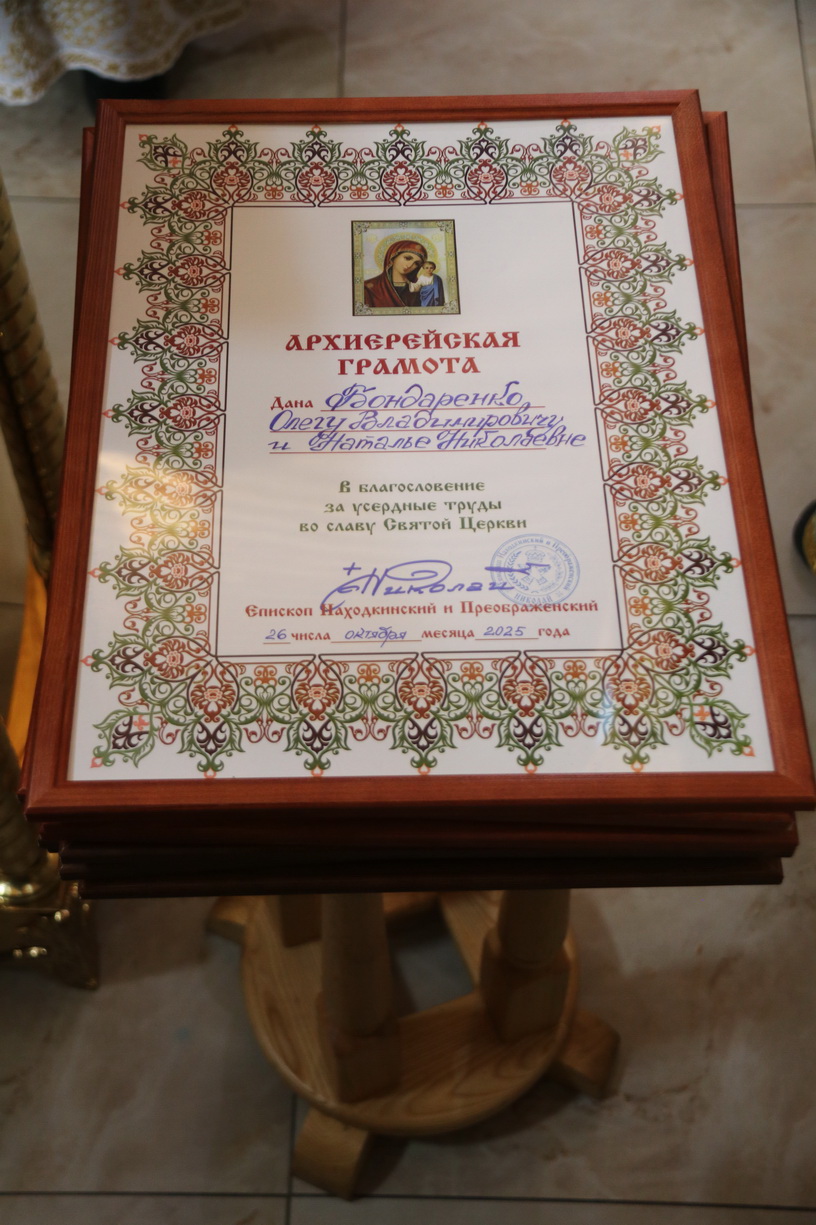 АРХИЕРЕЙСКАЯ
ГРАМОТА
Дана Бондаренко
Олегу Владимировичу
и Наталье Николаевне
В благословение
за усердные труды
во славу Святой Церкви
+ Николай
Епископ Находкинский и Преображенский
26 числа октября месяца 2025 года
НИКОЛАЙ